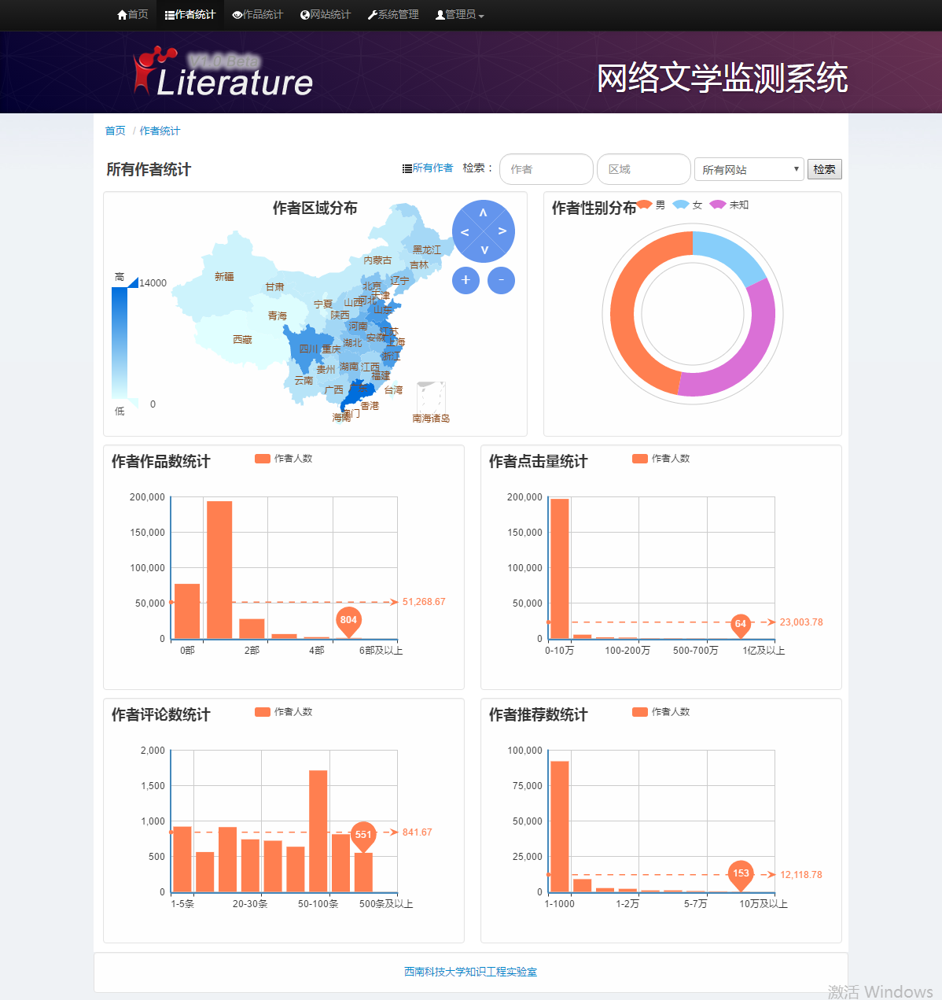 首页 作者统计 作品统计 网站统计 系统管理 管理员
V1.0 Beta
Literature
网络文学监测系统
首页 / 作者统计
所有作者统计 所有作者 检索： 作者 区域 所有网站 检索
作者区域分布
高 14000
低 0
黑龙江
内蒙古 吉林
新疆 辽宁
甘肃 北京
天津
宁夏 山西 河北
青海 陕西 山东
河南 江苏
西藏 安徽 上海
四川 重庆 湖北
浙江
贵州 湖南 江西
云南 福建
广西 台湾
香港
海南 澳门 南海诸岛
作者性别分布 男 女 未知
作者作品数统计 作者人数
200,000
150,000
100,000
50,000 51,268.67
804
0
0部 2部 4部 6部及以上
作者点击量统计 作者人数
200,000
150,000
100,000
50,000
23,003.78
64
0
0-10万 100-200万 500-700万 1亿及以上
作者评论数统计 作者人数
2,000
1,500
1,000 841.67
551
500
0
1-5条 20-30条 50-100条 500条及以上
作者推荐数统计 作者人数
100,000
75,000
50,000
25,000
153 12,118.78
0
1-1000 1-2万 5-7万 10万及以上
西南科技大学知识工程实验室
激活 Windows